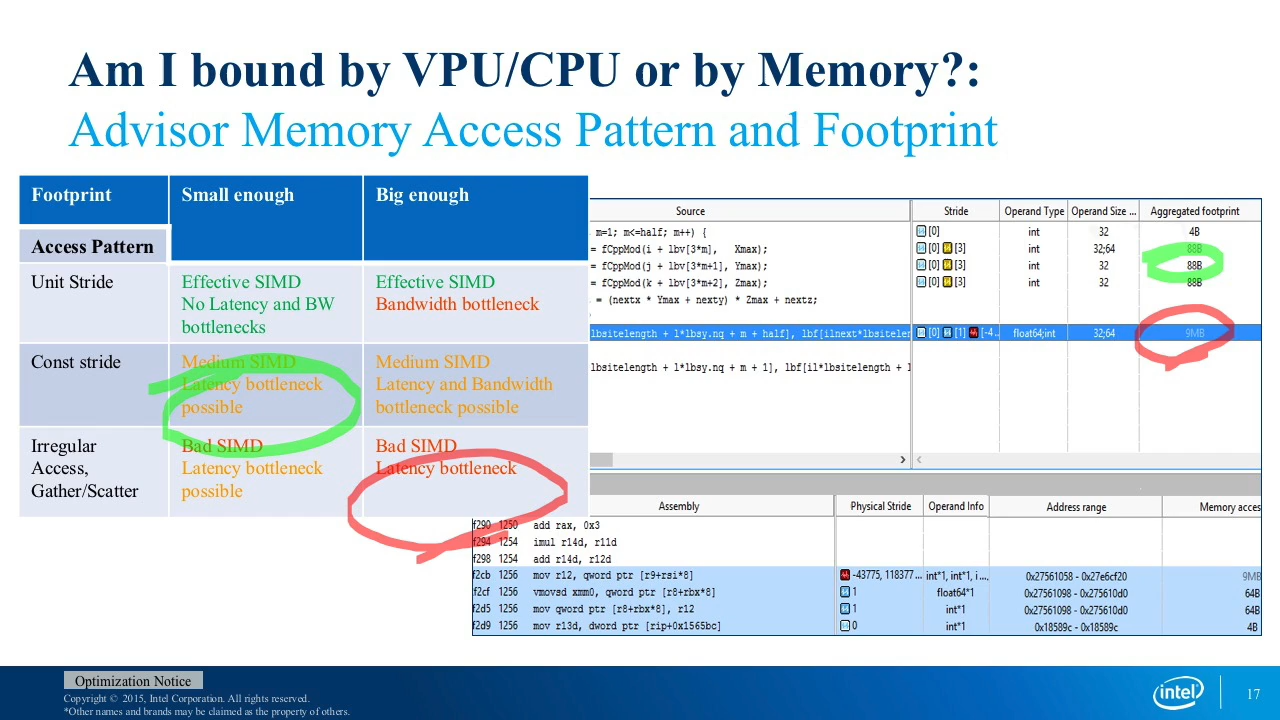 Am I bound by VPU/CPU or by Memory?:
Advisor Memory Access Pattern and Footprint
Footprint Small enough Big enough
Access Pattern
Unit Stride Effective SIMD Effective SIMD
No Latency and BW Bandwidth bottleneck
bottlenecks
Const stride Medium SIMD Medium SIMD
Latency bottleneck Latency and Bandwidth
possible bottleneck possible
Irregular Bad SIMD Bad SIMD
Access, Latency bottleneck Latency bottleneck
Gather/Scatter possible
Source Stride Operand Type Operand Size ... Aggregated footprint
m=1; m<=half; m++) { [0] int 32 4B
= fCppMod(i + lbv[3*m], Xmax); [0] [3] int 32;64 88B
= fCppMod(j + lbv[3*m+1], Ymax); [0] [3] int 32 88B
= fCppMod(k + lbv[3*m+2], Zmax); [0] [3] int 32 88B
= (nextx * Ymax + nexty) * Zmax + nextz;
lbsitelength + l*lbsy.nq + m + half], lbf[ilnext*lbsitelen [0] [1] [-4... float64;int 32;64 9MB
lbsitelength + l*lbsy.nq + m + 1], lbf[il*lbsitelength + l
Assembly Physical Stride Operand Info Address range Memory acces
f290 1250 add rax, 0x3
f294 1254 imul r14d, r11d
f298 1254 add r14d, r12d
f2cb 1256 mov r12, qword ptr [r9+rsi*8] -43775, 118377... int*1, int*1, i ... 0x27561058 - 0x27e6cf20 9MB
f2cf 1256 vmovsd xmm0, qword ptr [r8+rbx*8] 1 float64*1 0x27561098 - 0x275610d0 64B
f2d5 1256 mov qword ptr [r8+rbx*8], r12 1 int*1 0x27561098 - 0x275610d0 64B
f2d9 1256 mov r13d, dword ptr [rip+0x1565bc] 0 int*1 0x18589c - 0x18589c 4B
Optimization Notice
Copyright © 2015, Intel Corporation. All rights reserved.
*Other names and brands may be claimed as the property of others.
intel 17